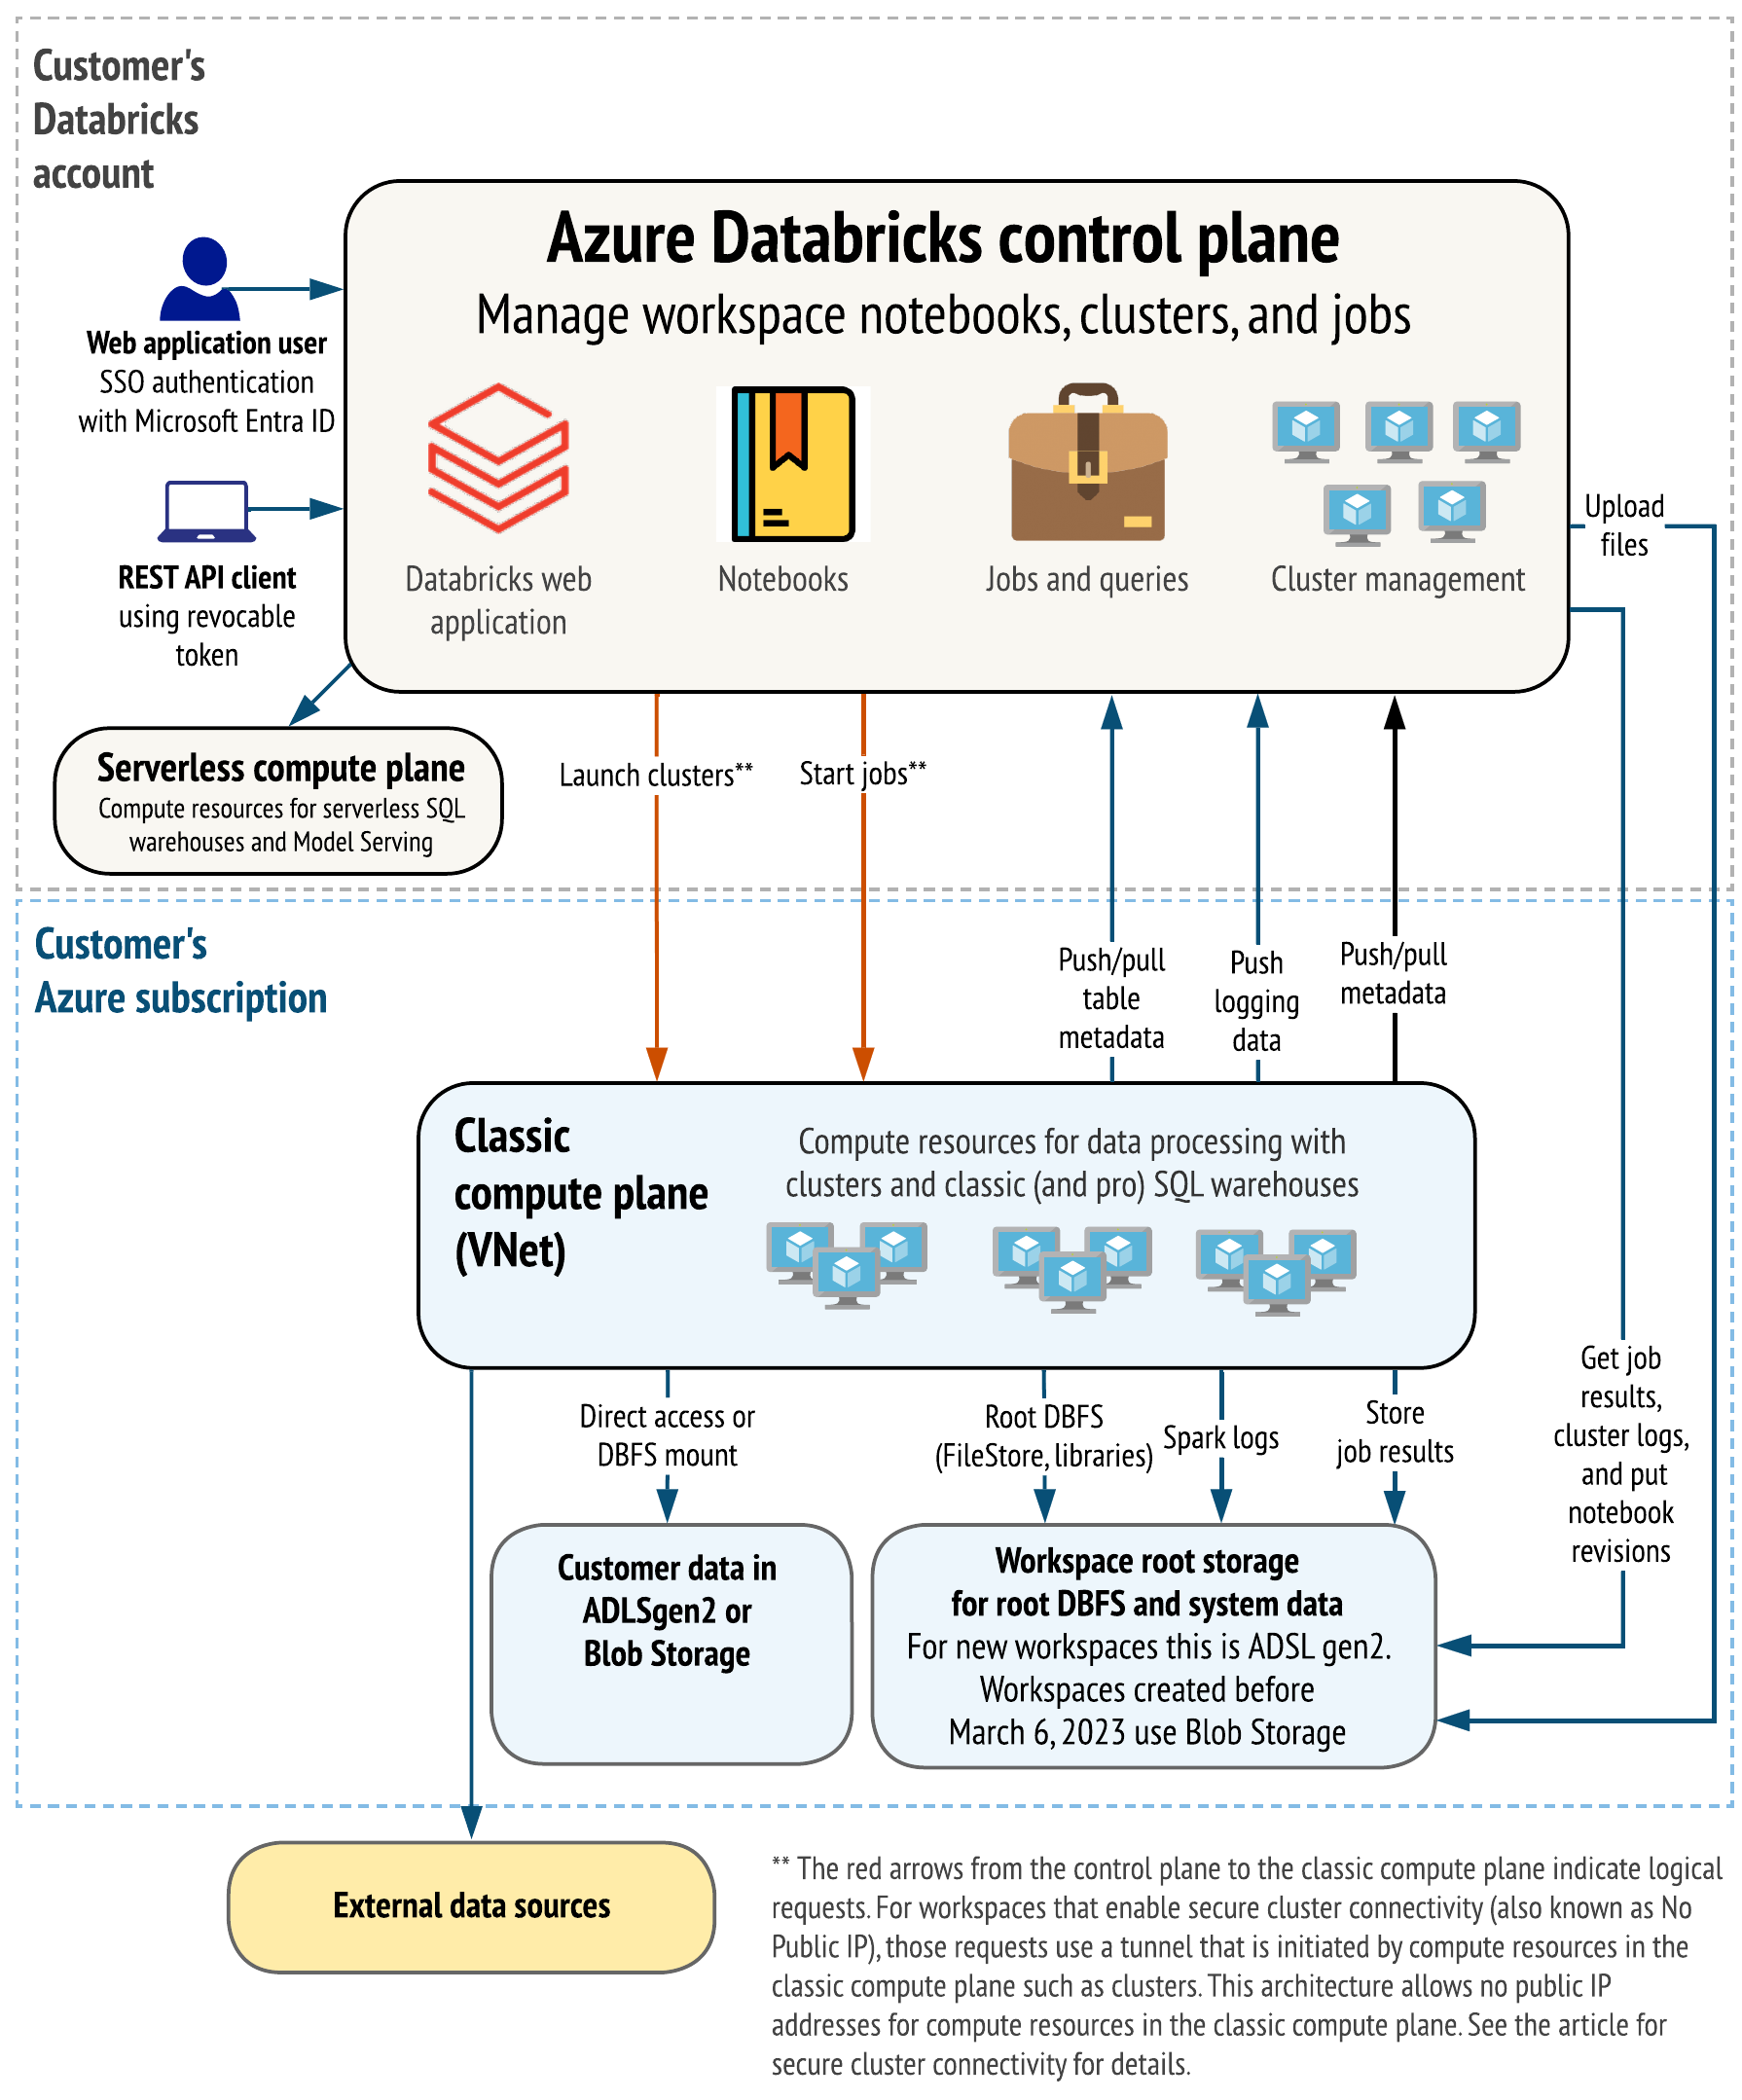 Customer's
Databricks
account
Azure Databricks control plane
Manage workspace notebooks, clusters, and jobs
Web application user
SSO authentication
with Microsoft Entra ID
REST API client
using revocable
token
Databricks web
application
Notebooks
Jobs and queries
Cluster management
Upload
files
Serverless compute plane
Compute resources for serverless SQL
warehouses and Model Serving
Launch clusters**
Start jobs**
Customer's
Azure subscription
Push/pull
table
metadata
Push
logging
data
Push/pull
metadata
Classic
compute plane
(VNet)
Compute resources for data processing with
clusters and classic (and pro) SQL warehouses
Direct access or
DBFS mount
Root DBFS
(FileStore, libraries)
Spark logs
Store
job results
Get job
results,
cluster logs,
and put
notebook
revisions
Customer data in
ADLSgen2 or
Blob Storage
Workspace root storage
for root DBFS and system data
For new workspaces this is ADSL gen2.
Workspaces created before
March 6, 2023 use Blob Storage
External data sources
** The red arrows from the control plane to the classic compute plane indicate logical
requests. For workspaces that enable secure cluster connectivity (also known as No
Public IP), those requests use a tunnel that is initiated by compute resources in the
classic compute plane such as clusters. This architecture allows no public IP
addresses for compute resources in the classic compute plane. See the article for
secure cluster connectivity for details.